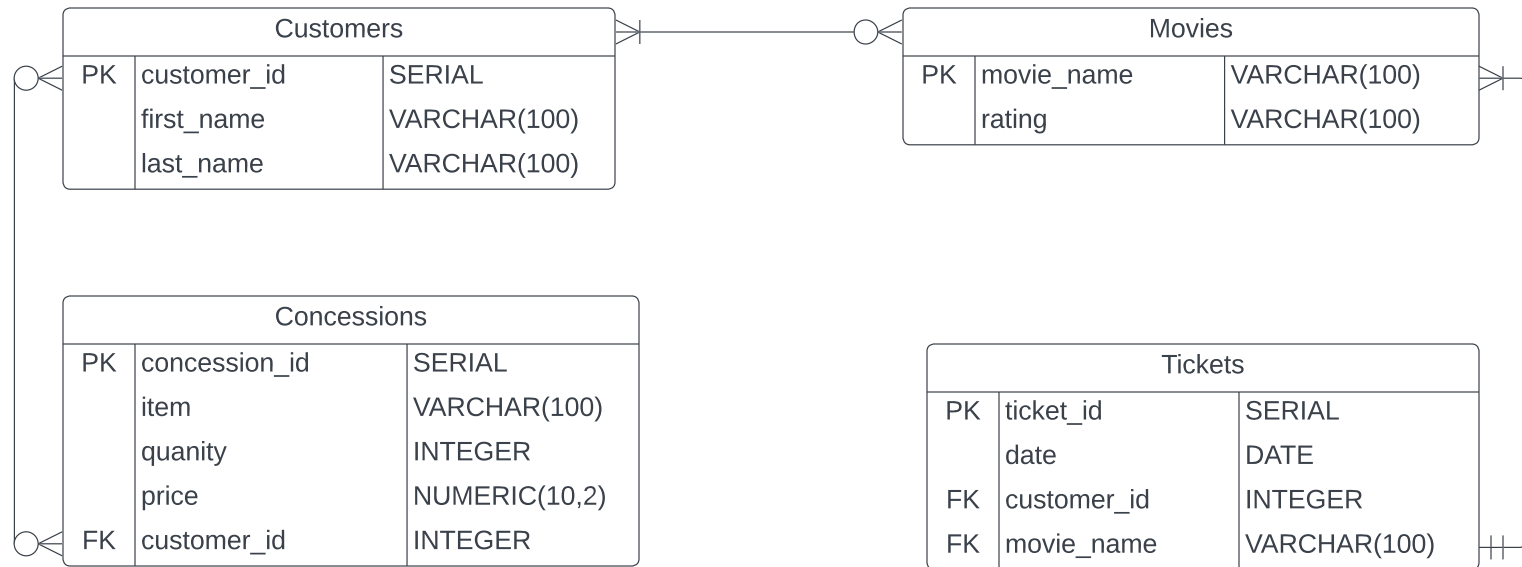 Customers
PK customer_id SERIAL
first_name VARCHAR(100)
last_name VARCHAR(100)
Movies
PK movie_name VARCHAR(100)
rating VARCHAR(100)
Concessions
PK concession_id SERIAL
item VARCHAR(100)
quanity INTEGER
price NUMERIC(10,2)
FK customer_id INTEGER
Tickets
PK ticket_id SERIAL
date DATE
FK customer_id INTEGER
FK movie_name VARCHAR(100)